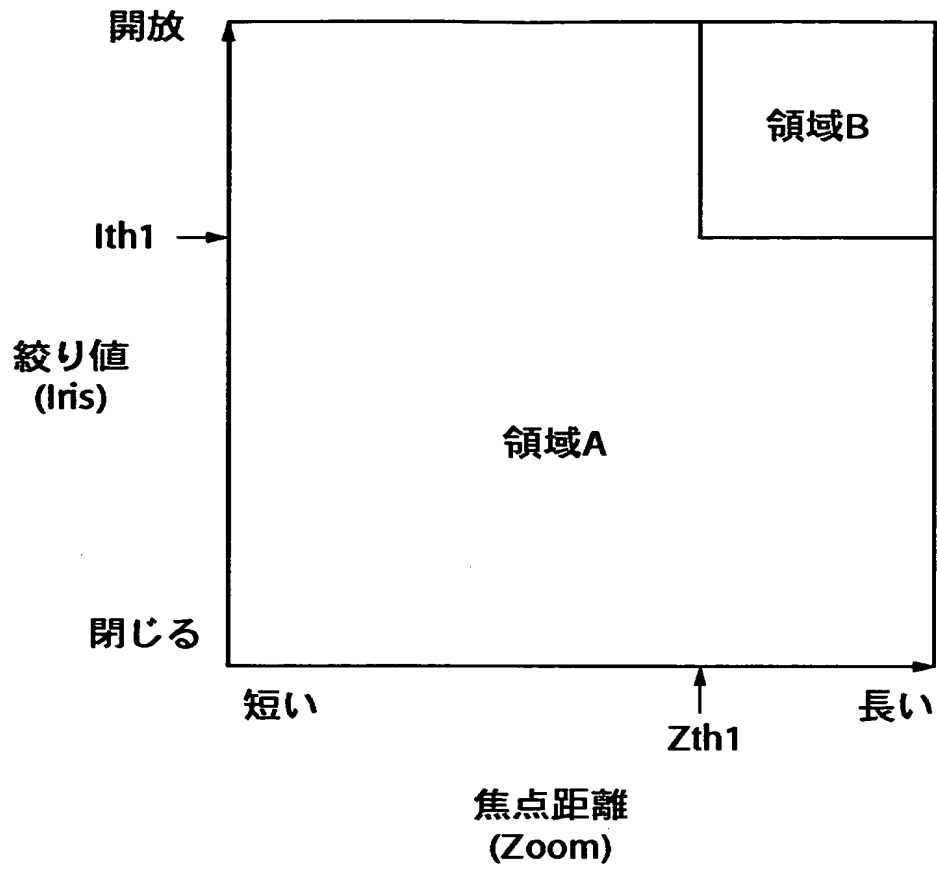 開放
領域B
Ith1
絞り値
(Iris)
領域A
閉じる
短い
長い
Zth1
焦点距離
(Zoom)